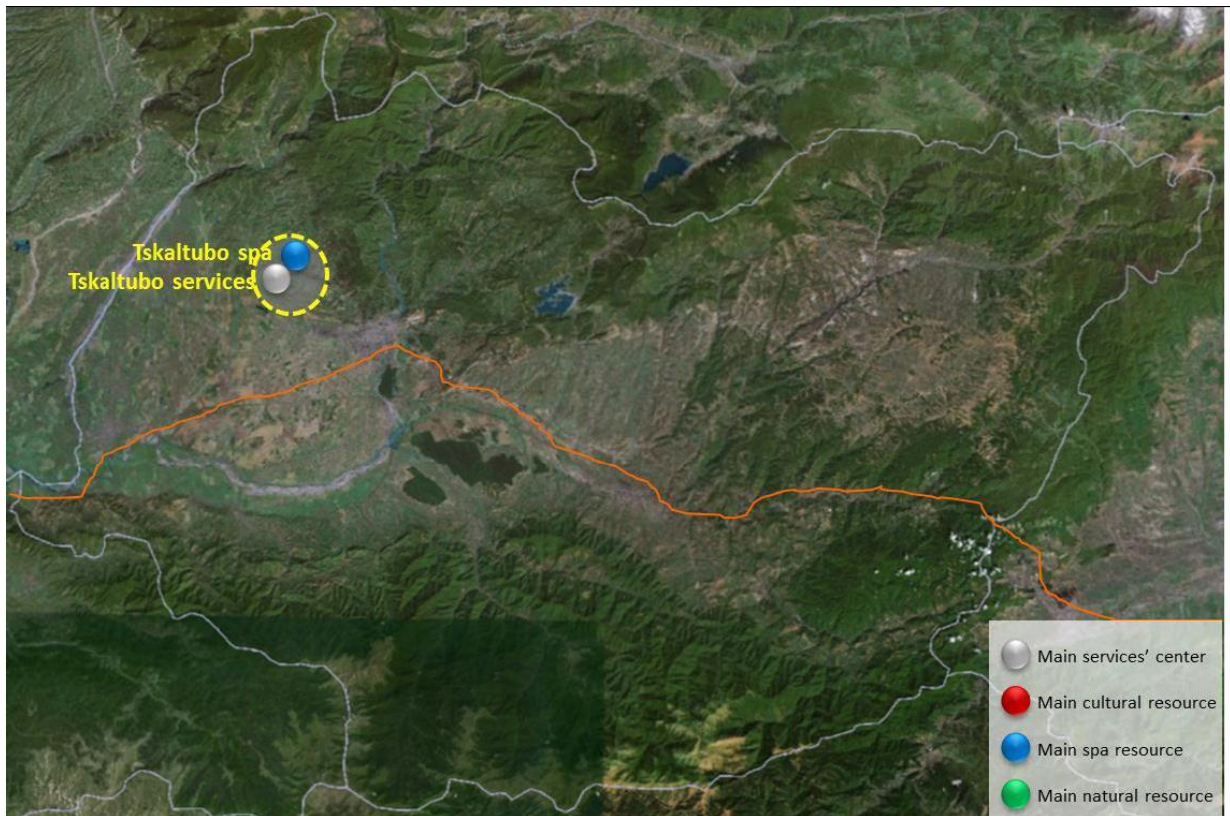 Tskaltubo spa
Tskaltubo services
Main services’ center
Main cultural resource
Main spa resource
Main natural resource